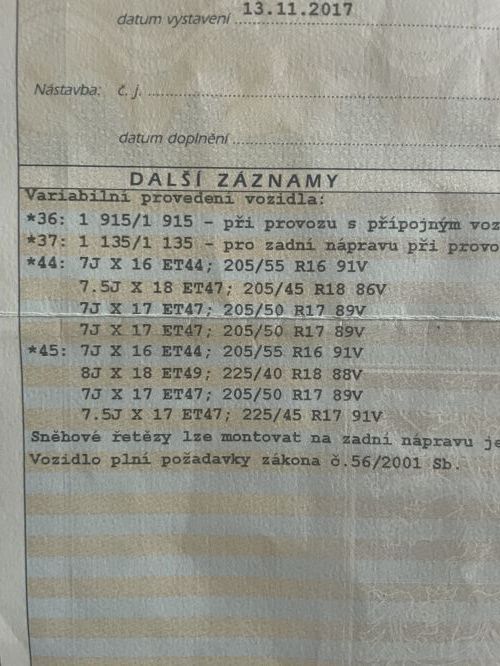 datum vystavení 13.11.2017
Nástavba: č. j.
datum doplnění
DALŠÍ ZÁZNAMY
Variabilní provedení vozidla:
*36: 1 915/1 915 - při provozu s přípojným voz
*37: 1 135/1 135 - pro zadní nápravu při provo
*44: 7J X 16 ET44; 205/55 R16 91V
7.5J X 18 ET47; 205/45 R18 86V
7J X 17 ET47; 205/50 R17 89V
7J X 17 ET47; 205/50 R17 89V
*45: 7J X 16 ET44; 205/55 R16 91V
8J X 18 ET49; 225/40 R18 88V
7J X 17 ET47; 205/50 R17 89V
7.5J X 17 ET47; 225/45 R17 91V
Sněhové řetězy lze montovat na zadní nápravu je
Vozidlo plní požadavky zákona č.56/2001 Sb.